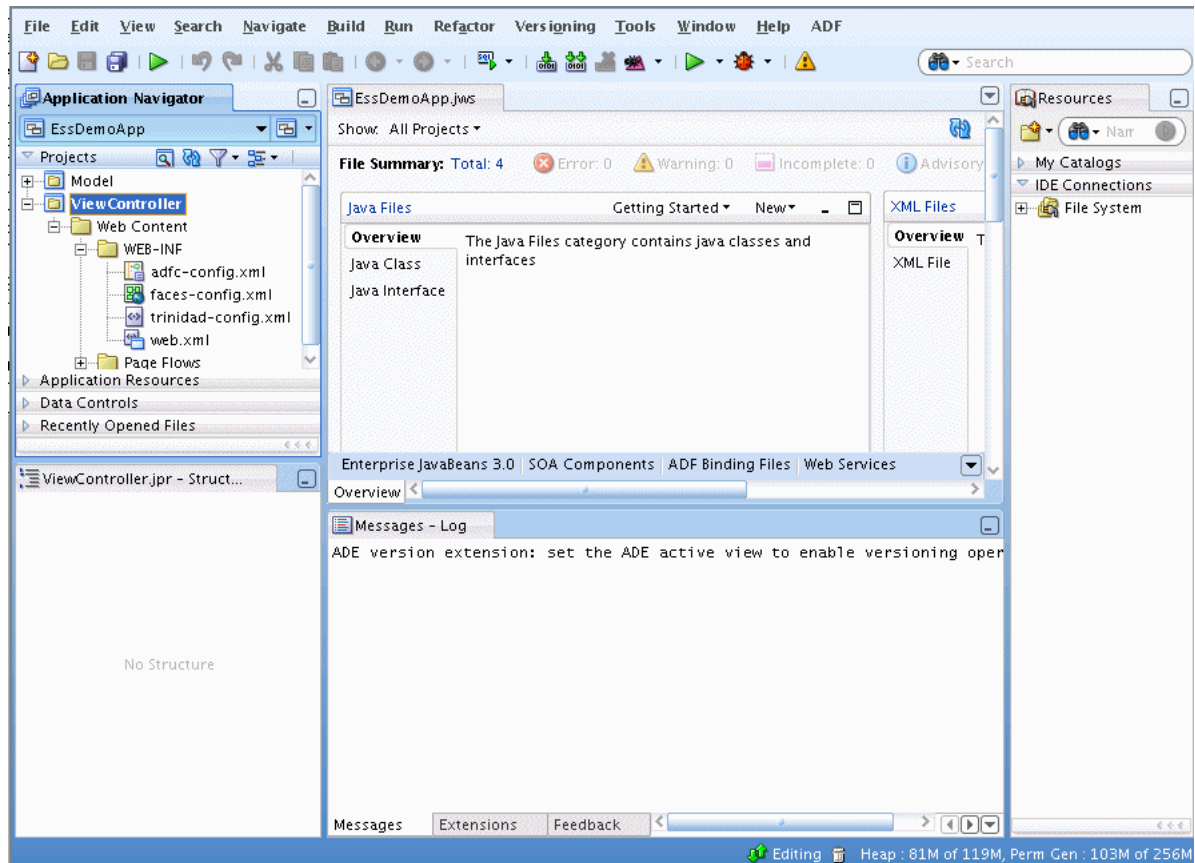 File Edit View Search Navigate Build Run Refactor Versioning Tools Window Help ADF
Search
Application Navigator
EssDemoApp
Projects
Model
ViewController
Web Content
WEB-INF
adfc-config.xml
faces-config.xml
trinidad-config.xml
web.xml
Page Flows
Application Resources
Data Controls
Recently Opened Files
ViewController.jpr - Struct...
No Structure
EssDemoApp.jws
Show: All Projects
File Summary: Total: 4 Error: 0 Warning: 0 Incomplete: 0 Advisory
Java Files Getting Started New
Overview
Java Class
Java Interface
The Java Files category contains java classes and
interfaces
XML Files
Overview T
XML File
Enterprise JavaBeans 3.0 SOA Components ADF Binding Files Web Services
Overview
Messages - Log
ADE version extension: set the ADE active view to enable versioning oper
Messages Extensions Feedback
Resources
Nam
My Catalogs
IDE Connections
File System
Editing Heap : 81M of 119M, Perm Gen : 103M of 256M